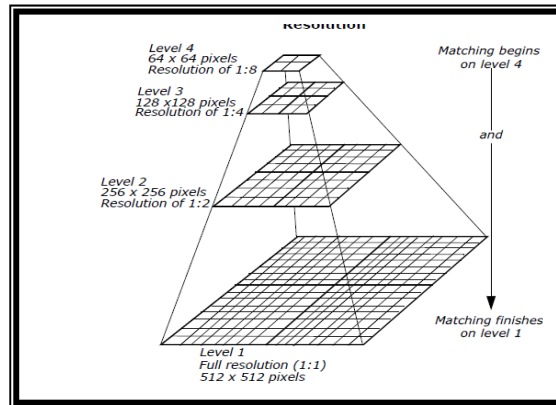 Resolution
Level 4
64 x 64 pixels
Resolution of 1:8
Level 3
128 x128 pixels
Resolution of 1:4
Level 2
256 x 256 pixels
Resolution of 1:2
Level 1
Full resolution (1:1)
512 x 512 pixels
Matching begins
on level 4
and
Matching finishes
on level 1